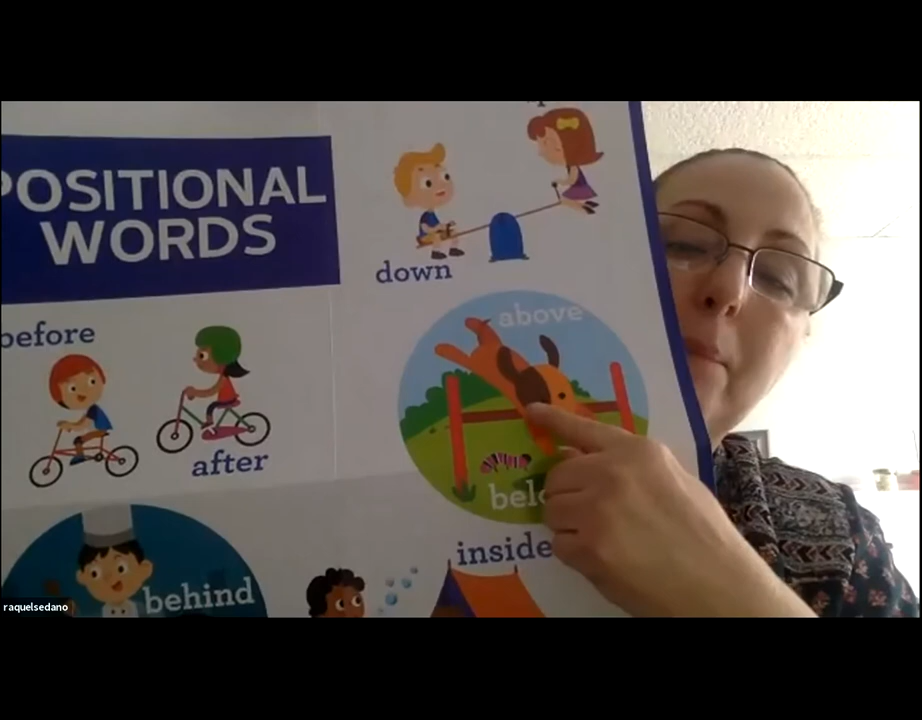 POSITIONAL
WORDS
down
above
before
after
inside
behind
raquelsedano